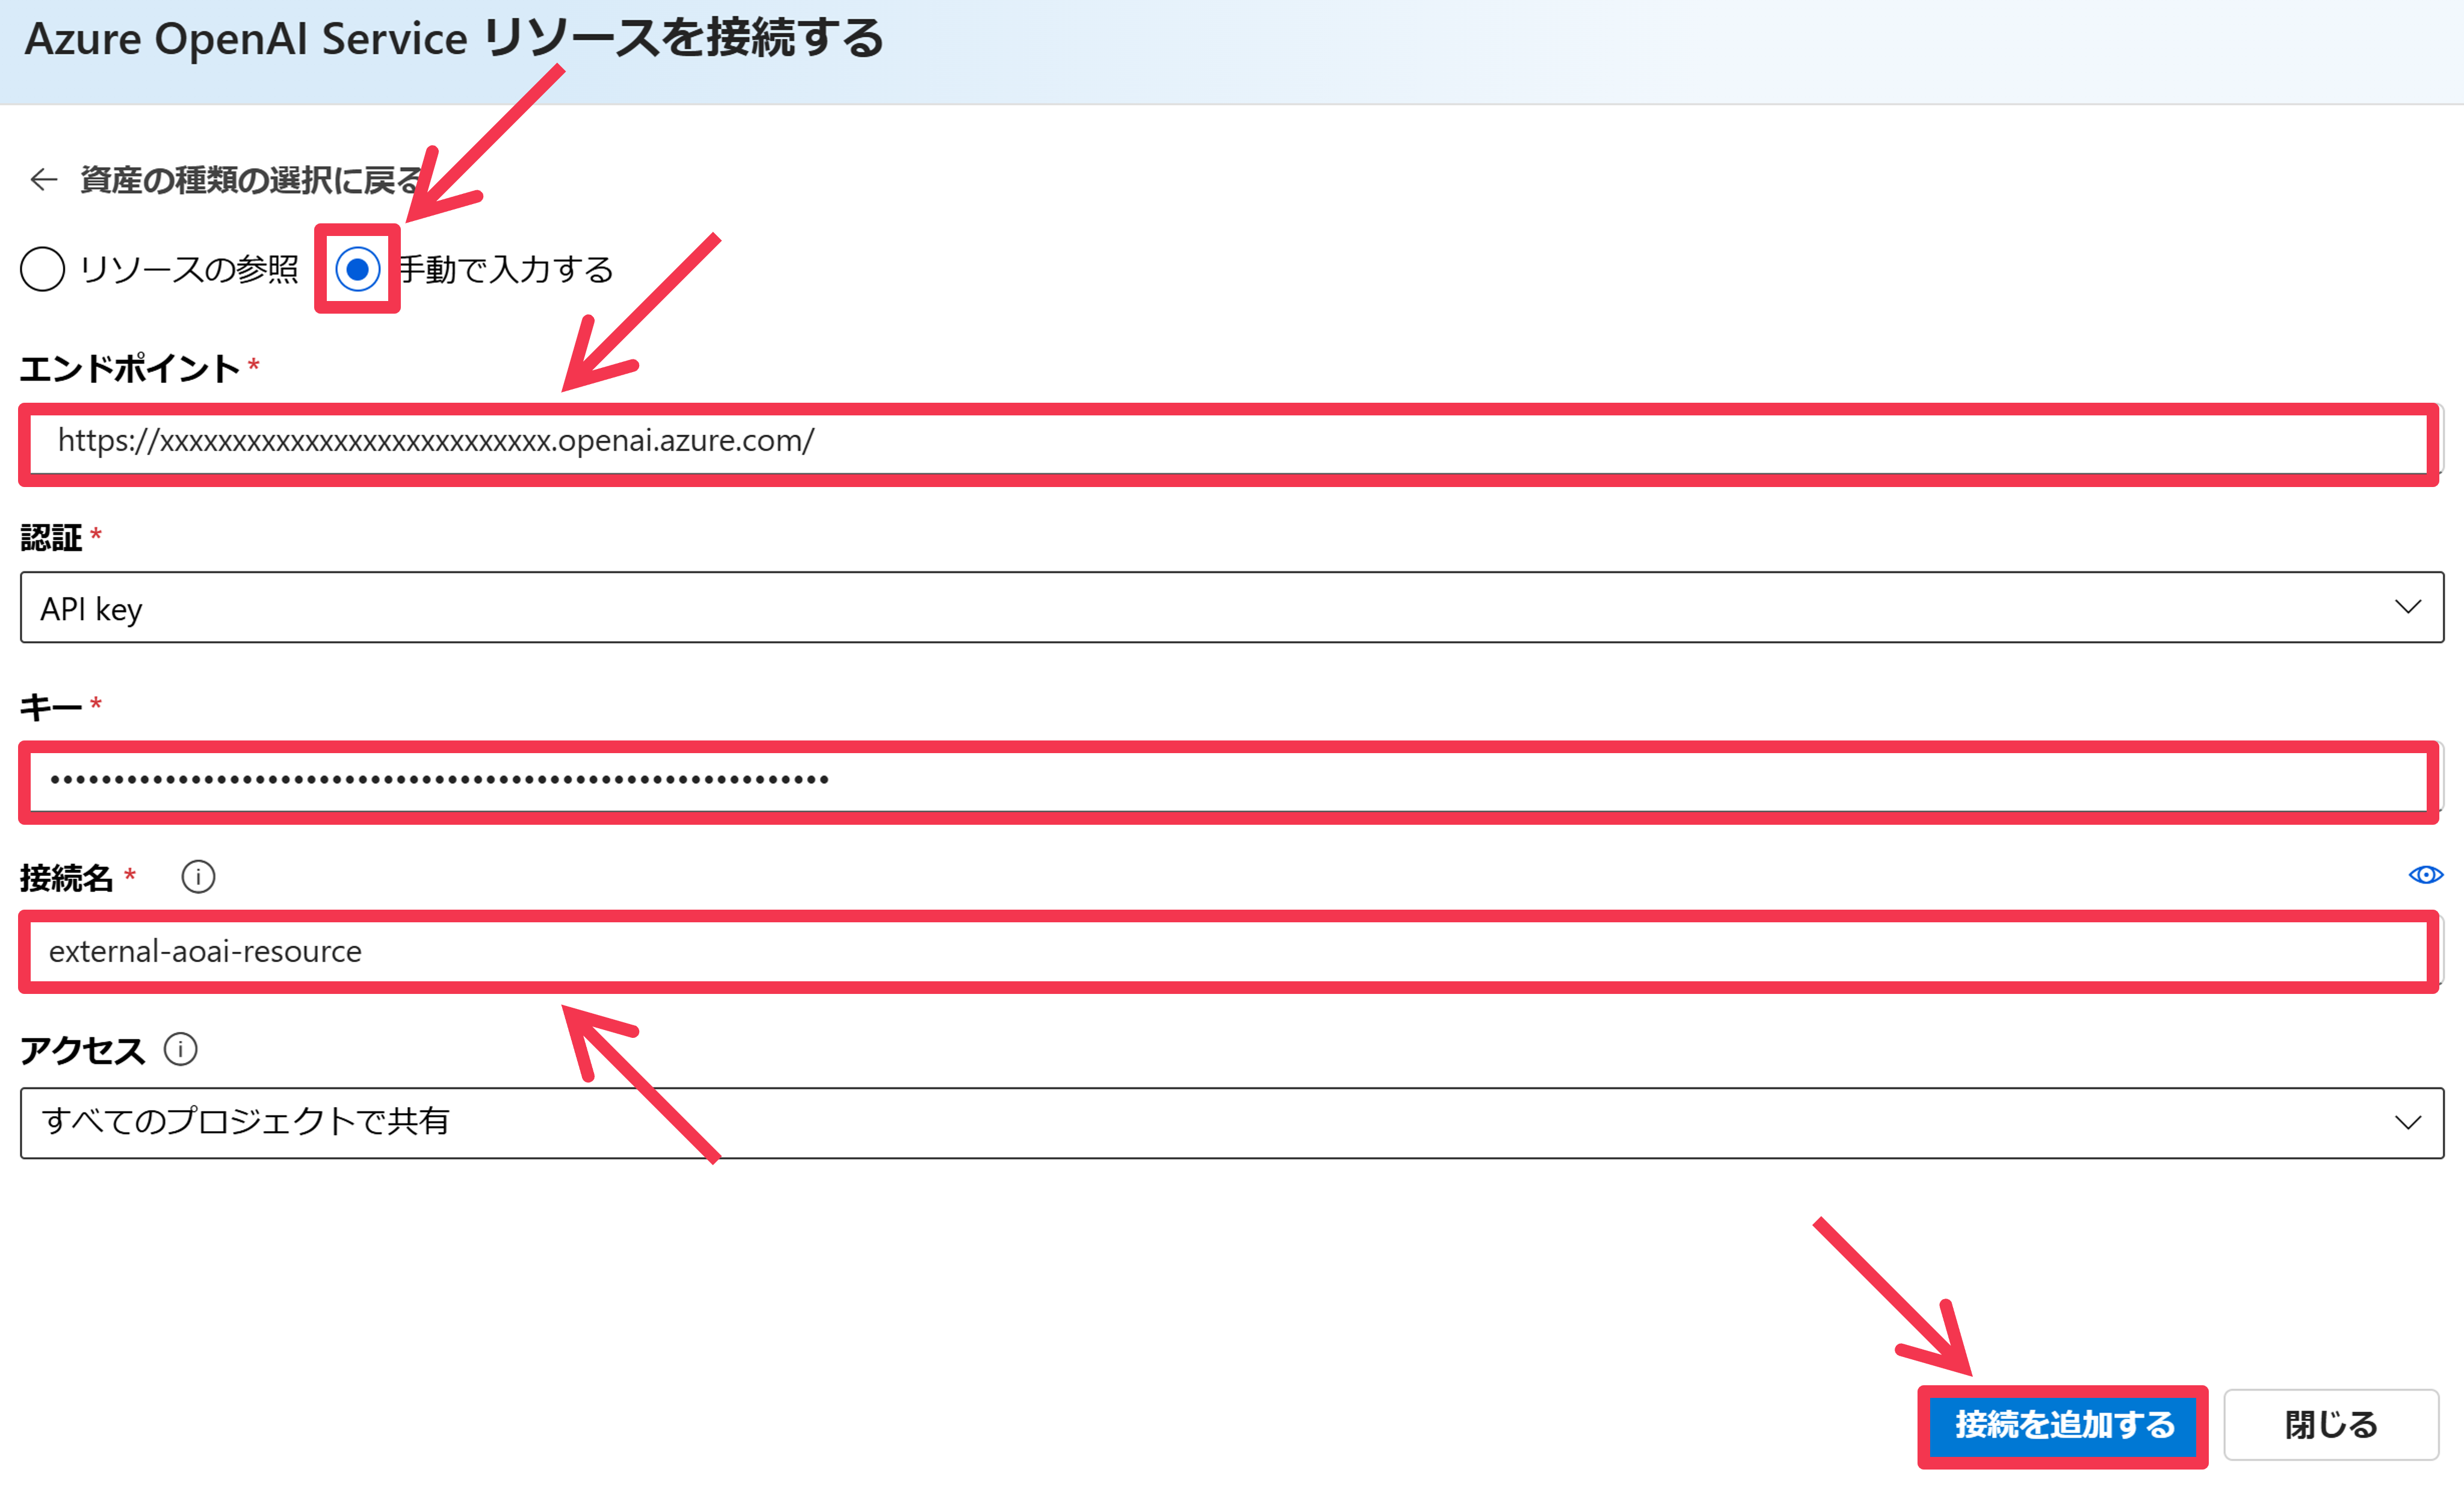 Azure OpenAI Service リソースを接続する
資産の種類の選択に戻る
リソースの参照 手動で入力する
エンドポイント *
https://xxxxxxxxxxxxxxxxxxxxxxxxxxx.openai.azure.com/
認証 *
API key
キー *
•••••••••••••••••••••••••••••••••••••••••••••••••••••••••••••
接続名 *
external-aoai-resource
アクセス
すべてのプロジェクトで共有
接続を追加する 閉じる